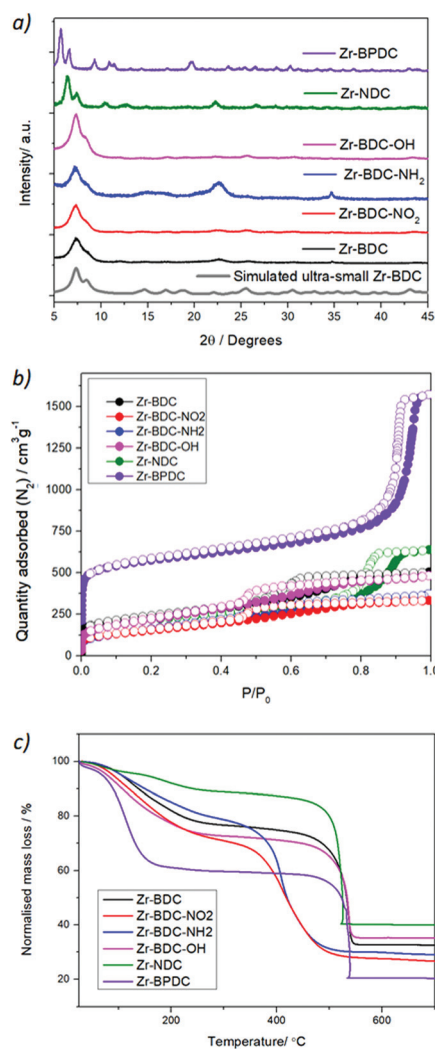 a)
Zr-BPDC
Zr-NDC
Zr-BDC-OH
Zr-BDC-NH2
Zr-BDC-NO2
Zr-BDC
Simulated ultra-small Zr-BDC
Intensity/ a.u.
5 10 15 20 25 30 35 40 45
2θ / Degrees
b)
Zr-BDC
Zr-BDC-NO2
Zr-BDC-NH2
Zr-BDC-OH
Zr-NDC
Zr-BPDC
Quantity adsorbed (N2) / cm3g-1
1500
1250
1000
750
500
250
0
0.0 0.2 0.4 0.6 0.8 1.0
P/P0
c)
100
80
60
40
20
Normalised mass loss / %
Zr-BDC
Zr-BDC-NO2
Zr-BDC-NH2
Zr-BDC-OH
Zr-NDC
Zr-BPDC
200 400 600
Temperature/ °C